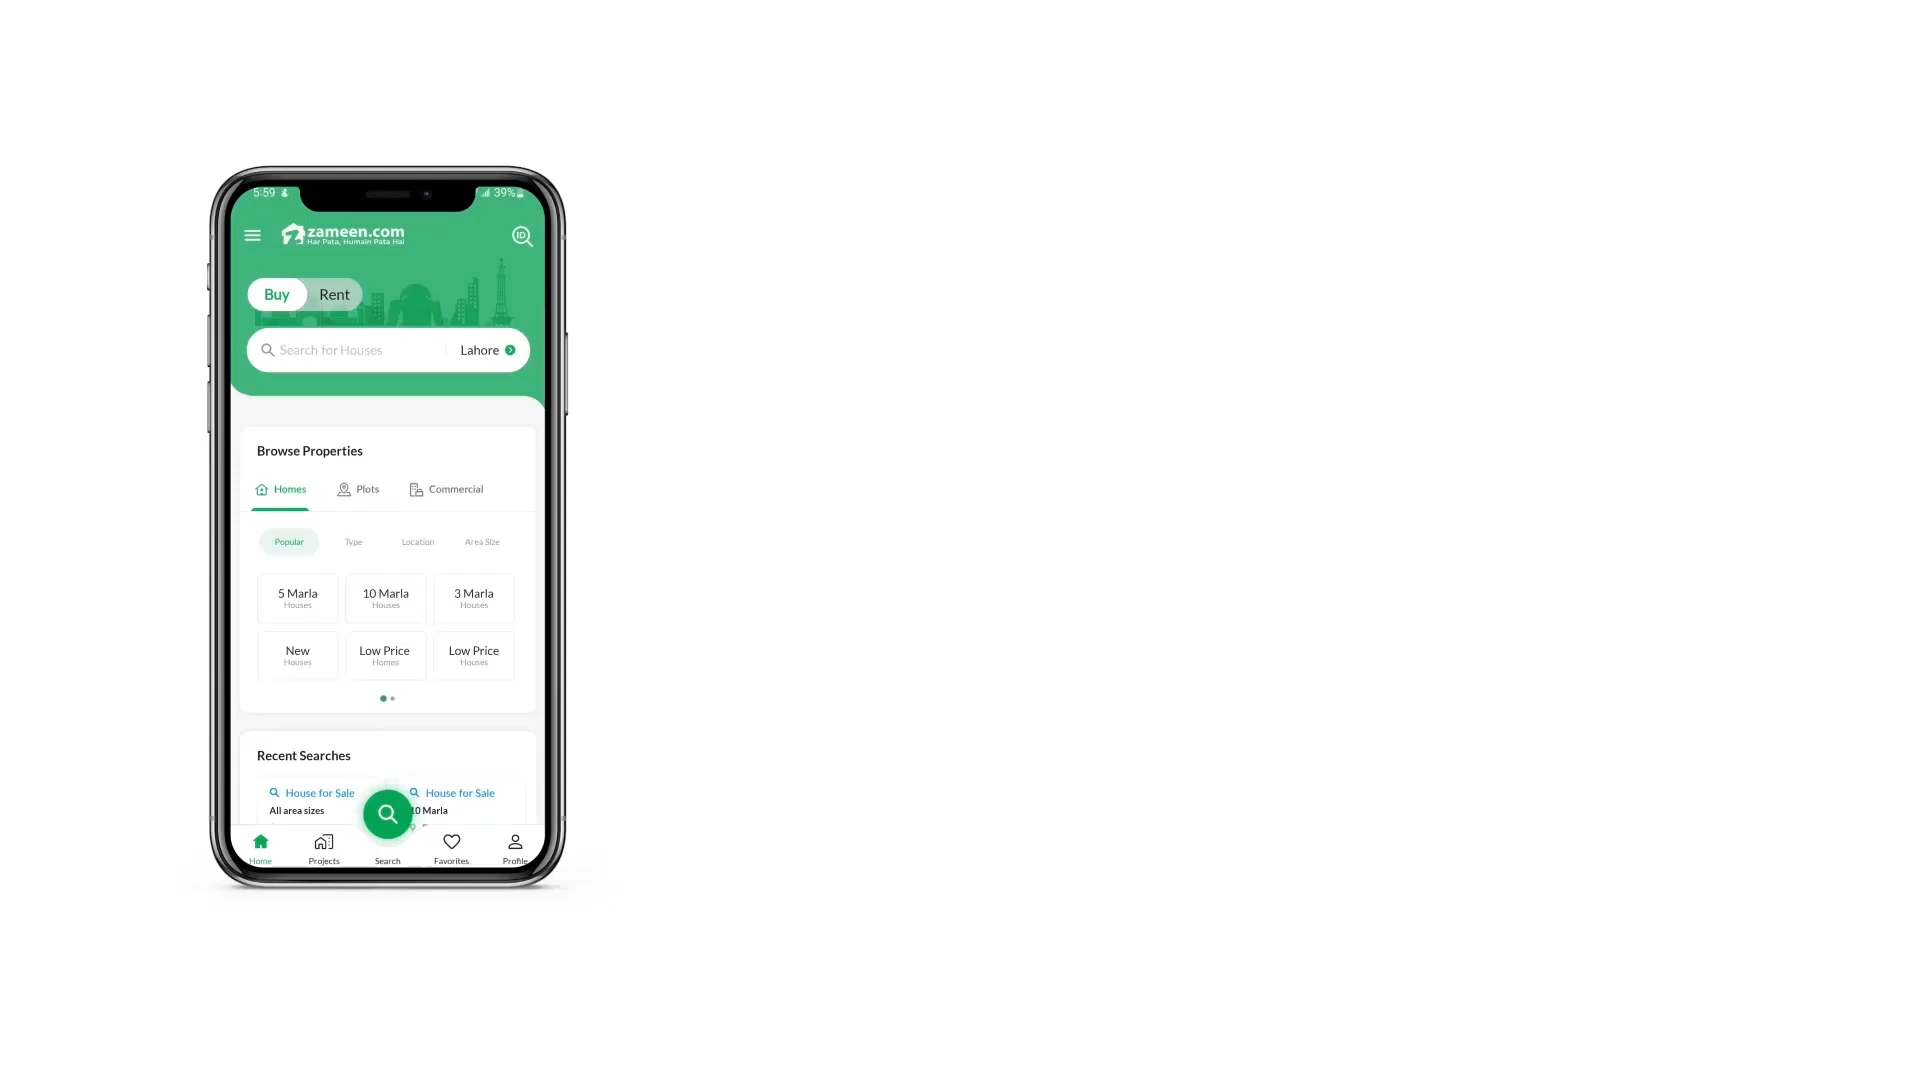 5:59
39%
zameen.com
Har Pata, Humain Pata Hai
ID
Buy Rent
Search for Houses Lahore
Browse Properties
Homes Plots Commercial
Popular Type Location Area Size
5 Marla 10 Marla 3 Marla
Houses Houses Houses
New Low Price Low Price
Houses Homes Houses
Recent Searches
House for Sale House for Sale
All area sizes 10 Marla
Home Projects Search Favorites Profile